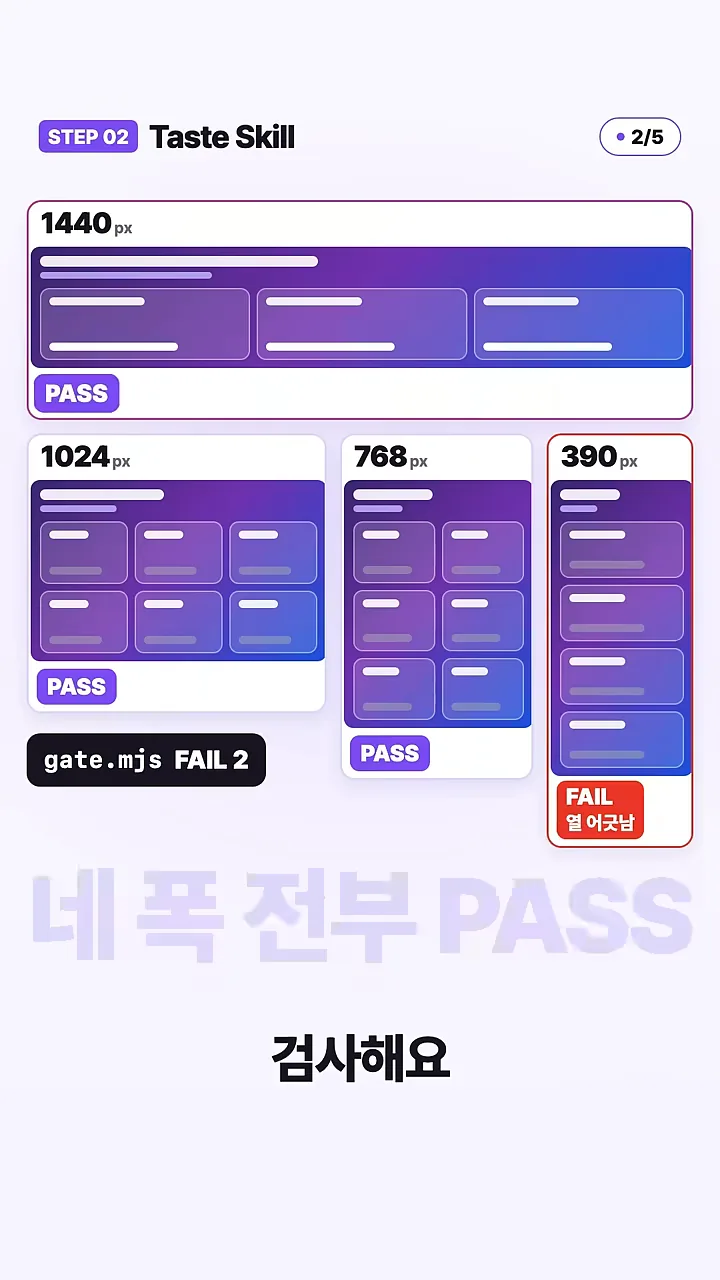 STEP 02 Taste Skill
2/5
1440px
PASS
1024px
PASS
768px
PASS
390px
FAIL
열 어긋남
gate.mjs FAIL 2
네 폭 전부 PASS
검사해요